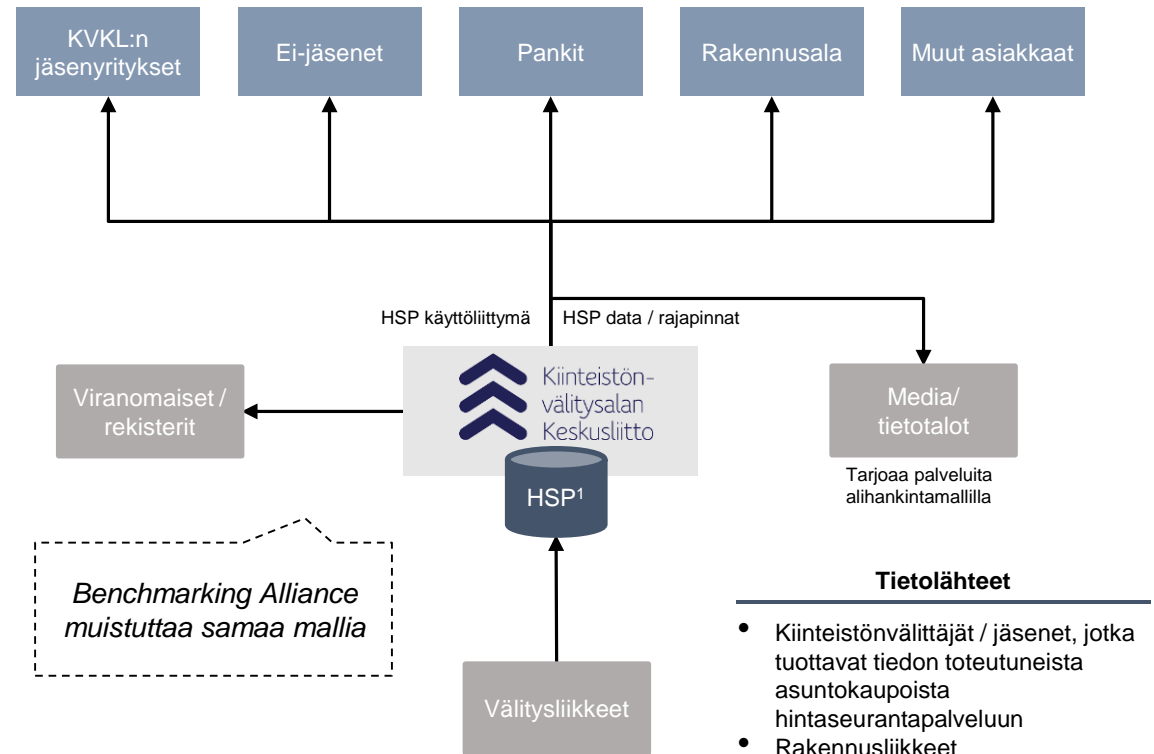 KVKL:n
jäsenyritykset
Ei-jäsenet
Pankit
Rakennusala
Muut asiakkaat
HSP käyttöliittymä
HSP data / rajapinnat
Viranomaiset /
rekisterit
Kiinteistön-
välitysalan
Keskusliitto
HSP¹
Media/
tietotalot
Tarjoaa palveluita
alihankintamallilla
Benchmarking Alliance
muistuttaa samaa mallia
Välitysliikkeet
Tietolähteet
• Kiinteistönvälittäjät / jäsenet, jotka
tuottavat tiedon toteutuneista
asuntokaupoista
hintaseurantapalveluun
• Rakennusliikkeet